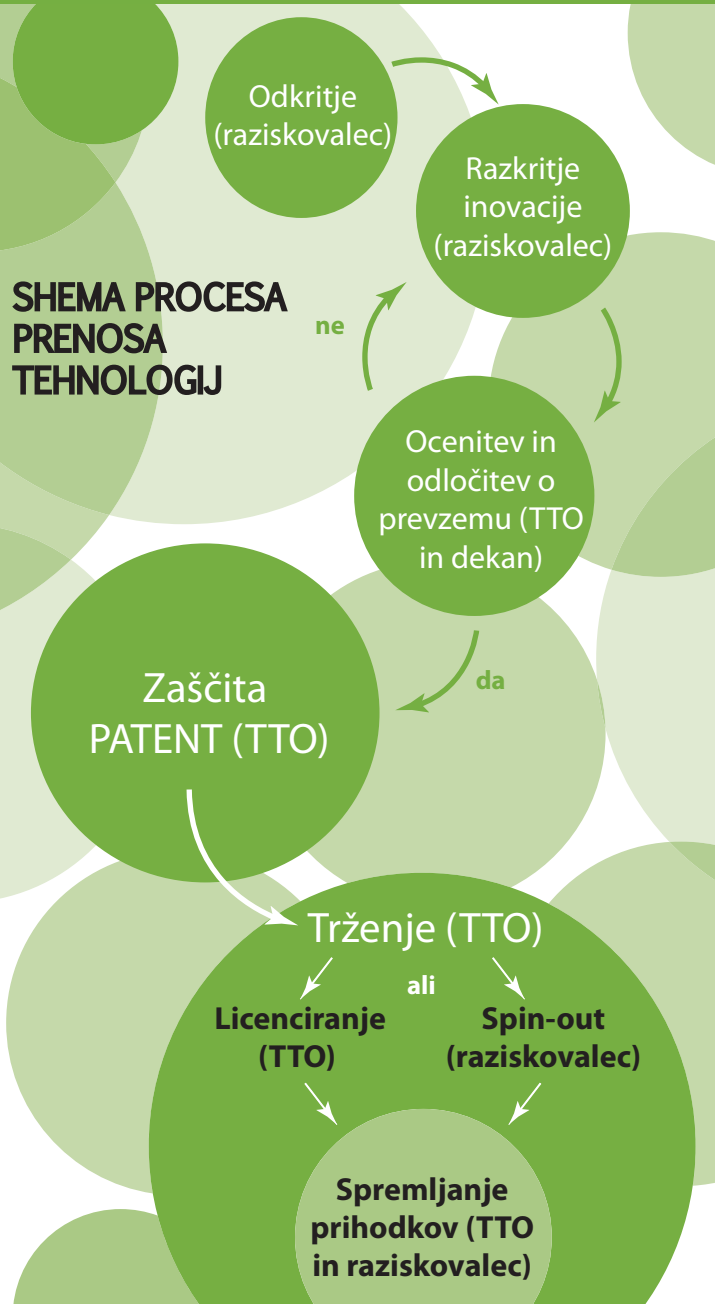 SHEMA PROCESA
PRENOSA
TEHNOLOGIJ
Odkritje
(raziskovalec)
Razkritje
inovacije
(raziskovalec)
ne
Ocenitev in
odločitev o
prevzemu (TTO
in dekan)
da
Zaščita
PATENT (TTO)
Trženje (TTO)
ali
Licenciranje
(TTO)
Spin-out
(raziskovalec)
Spremljanje
prihodkov (TTO
in raziskovalec)